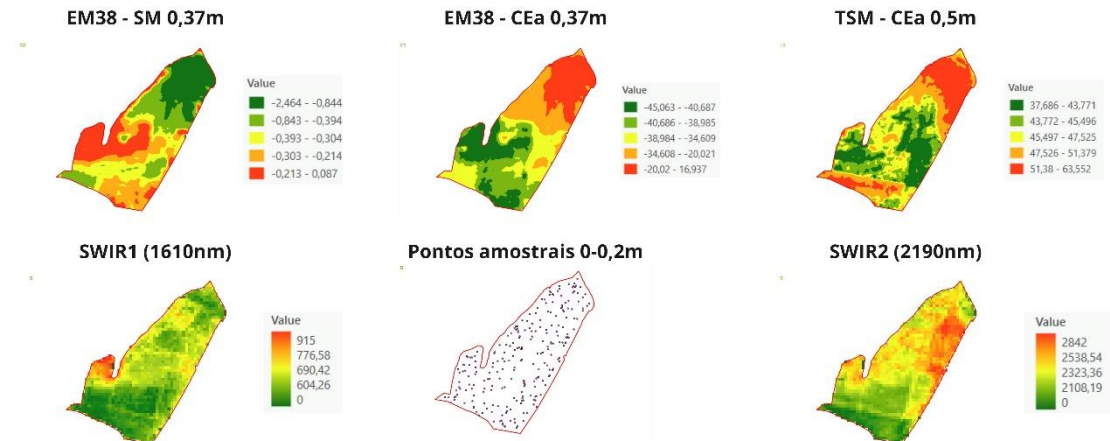 EM38 - SM 0,37m
Value
-2,464 - -0,844
-0,843 - -0,394
-0,393 - -0,304
-0,303 - -0,214
-0,213 - 0,087
EM38 - CEa 0,37m
Value
-45,063 - -40,687
-40,686 - -38,985
-38,984 - -34,609
-34,608 - -20,021
-20,02 - 16,937
TSM - CEa 0,5m
Value
37,686 - 43,771
43,772 - 45,496
45,497 - 47,525
47,526 - 51,379
51,38 - 63,552
SWIR1 (1610nm)
Value
915
776,58
690,42
604,26
0
Pontos amostrais 0-0,2m
SWIR2 (2190nm)
Value
2842
2538,54
2323,36
2108,19
0